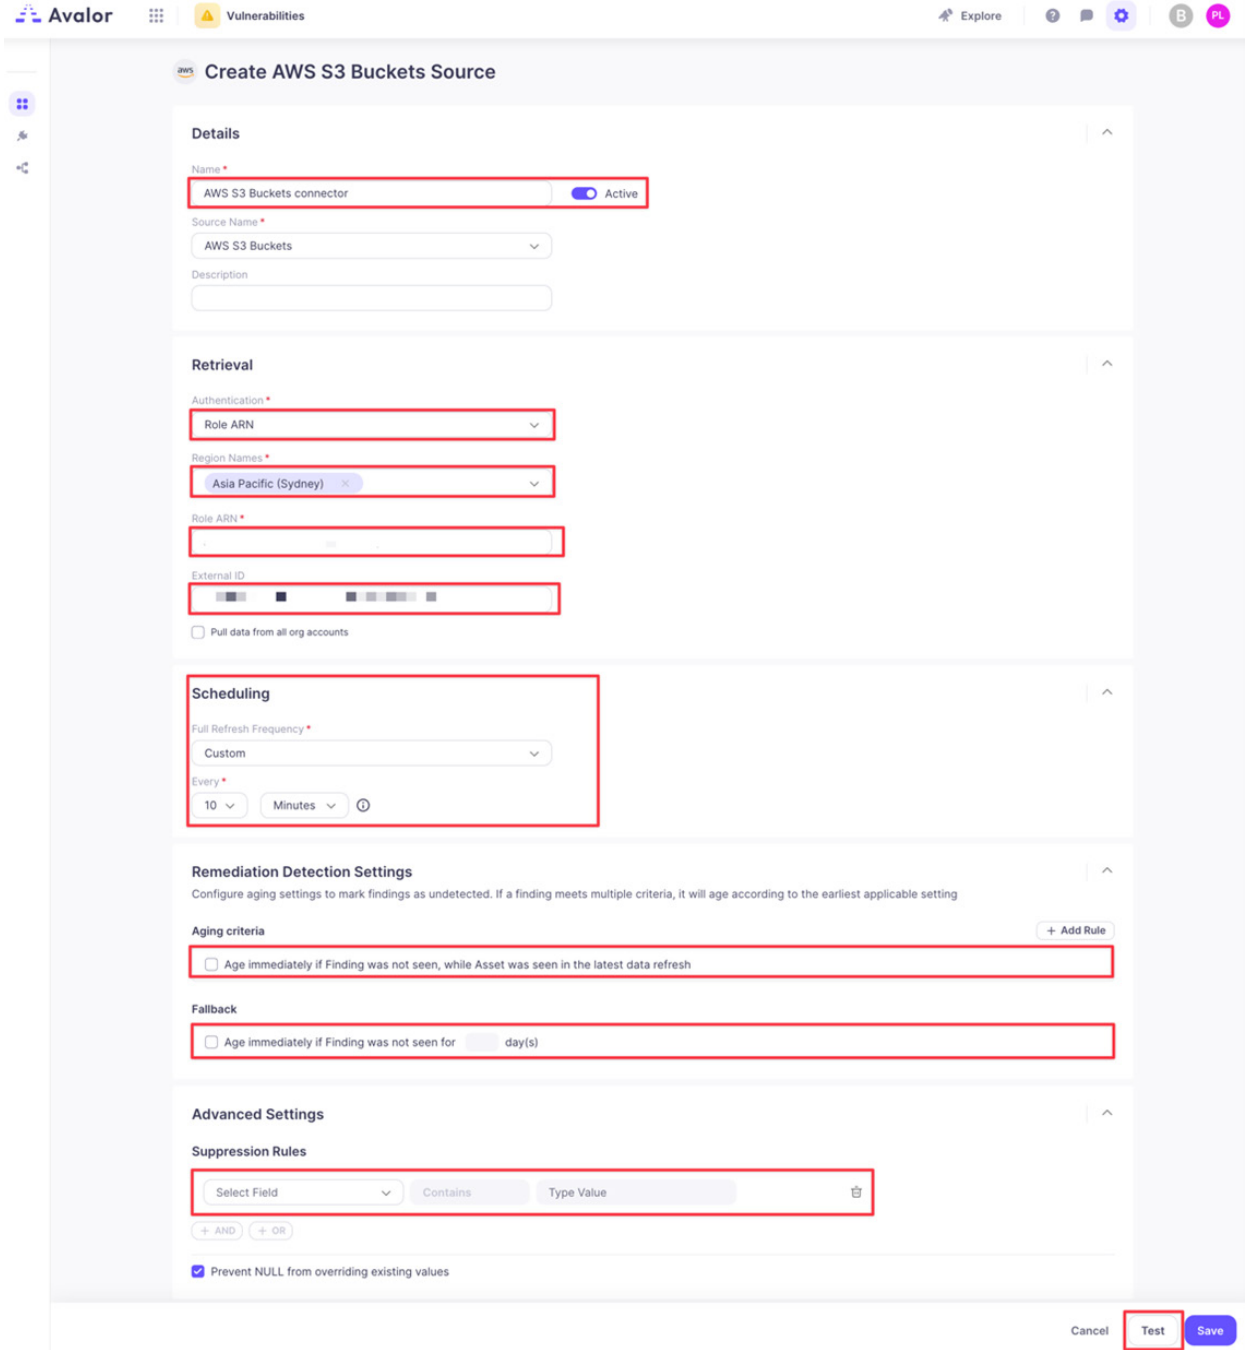 Avalor
Vulnerabilities
Explore
B
PL
aws Create AWS S3 Buckets Source
Details
Name *
AWS S3 Buckets connector
Active
Source Name *
AWS S3 Buckets
Description
Retrieval
Authentication *
Role ARN
Region Names *
Asia Pacific (Sydney) ×
Role ARN *
External ID
Pull data from all org accounts
Scheduling
Full Refresh Frequency *
Custom
Every *
10 Minutes
Remediation Detection Settings
Configure aging settings to mark findings as undetected. If a finding meets multiple criteria, it will age according to the earliest applicable setting
Aging criteria
+ Add Rule
Age immediately if Finding was not seen, while Asset was seen in the latest data refresh
Fallback
Age immediately if Finding was not seen for day(s)
Advanced Settings
Suppression Rules
Select Field Contains Type Value
+ AND + OR
Prevent NULL from overriding existing values
Cancel Test Save